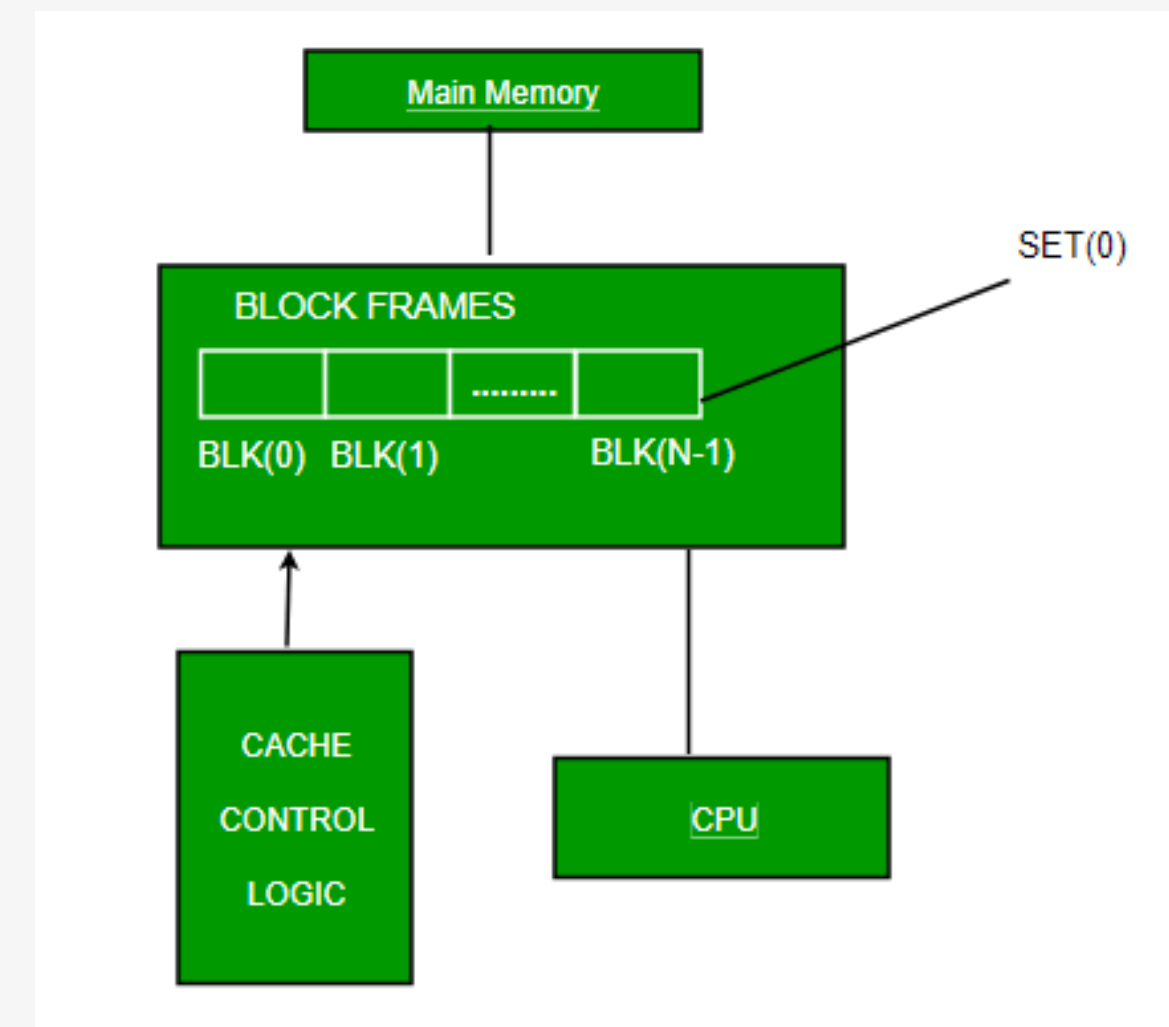 Main Memory
SET(0)
BLOCK FRAMES
.........
BLK(0) BLK(1) BLK(N-1)
CACHE
CONTROL
LOGIC
CPU